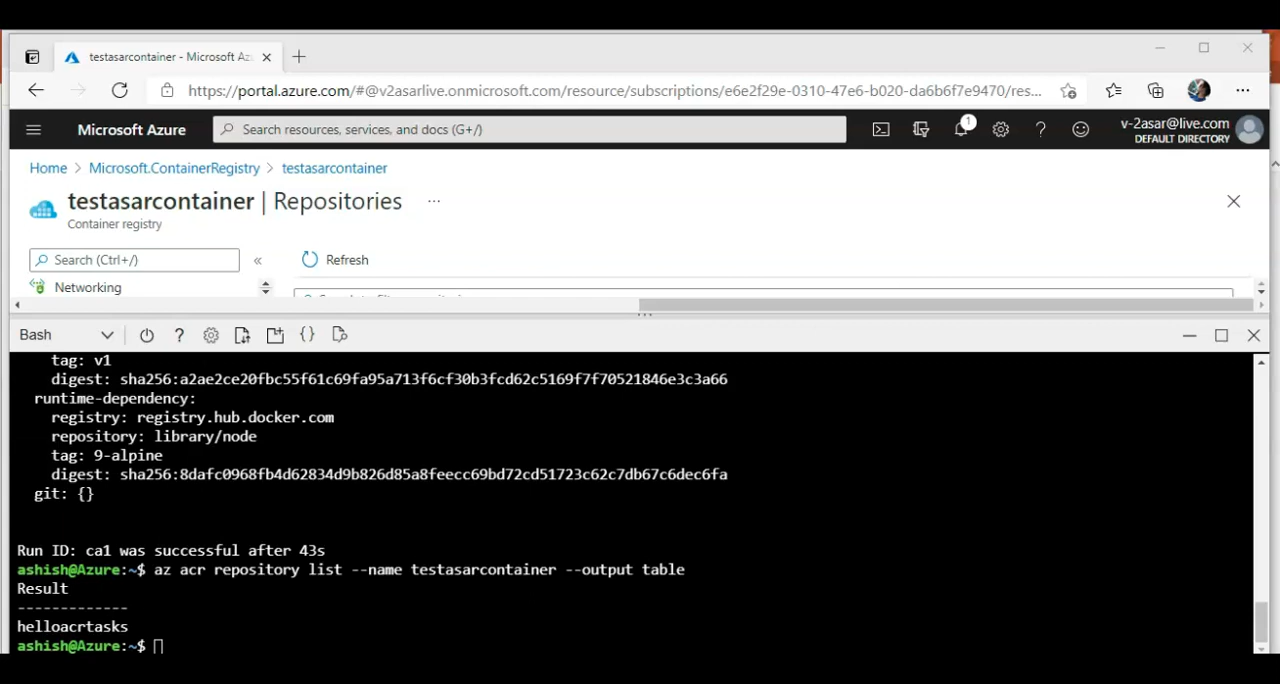 testasarcontainer - Microsoft Az
https://portal.azure.com/#@v2asarlive.onmicrosoft.com/resource/subscriptions/e6e2f29e-0310-47e6-b020-da6b6f7e9470/res...
Microsoft Azure
Search resources, services, and docs (G+/)
1
v-2asar@live.com
DEFAULT DIRECTORY
Home > Microsoft.ContainerRegistry > testasarcontainer
testasarcontainer | Repositories ...
Container registry
Search (Ctrl+/)
«
Refresh
Networking
Bash
tag: v1
digest: sha256:a2ae2ce20fbc55f61c69fa95a713f6cf30b3fcd62c5169f7f70521846e3c3a66
runtime-dependency:
registry: registry.hub.docker.com
repository: library/node
tag: 9-alpine
digest: sha256:8dafc0968fb4d62834d9b826d85a8feecc69bd72cd51723c62c7db67c6dec6fa
git: {}
Run ID: ca1 was successful after 43s
ashish@Azure:~$ az acr repository list --name testasarcontainer --output table
Result
-------------
helloacrtasks
ashish@Azure:~$